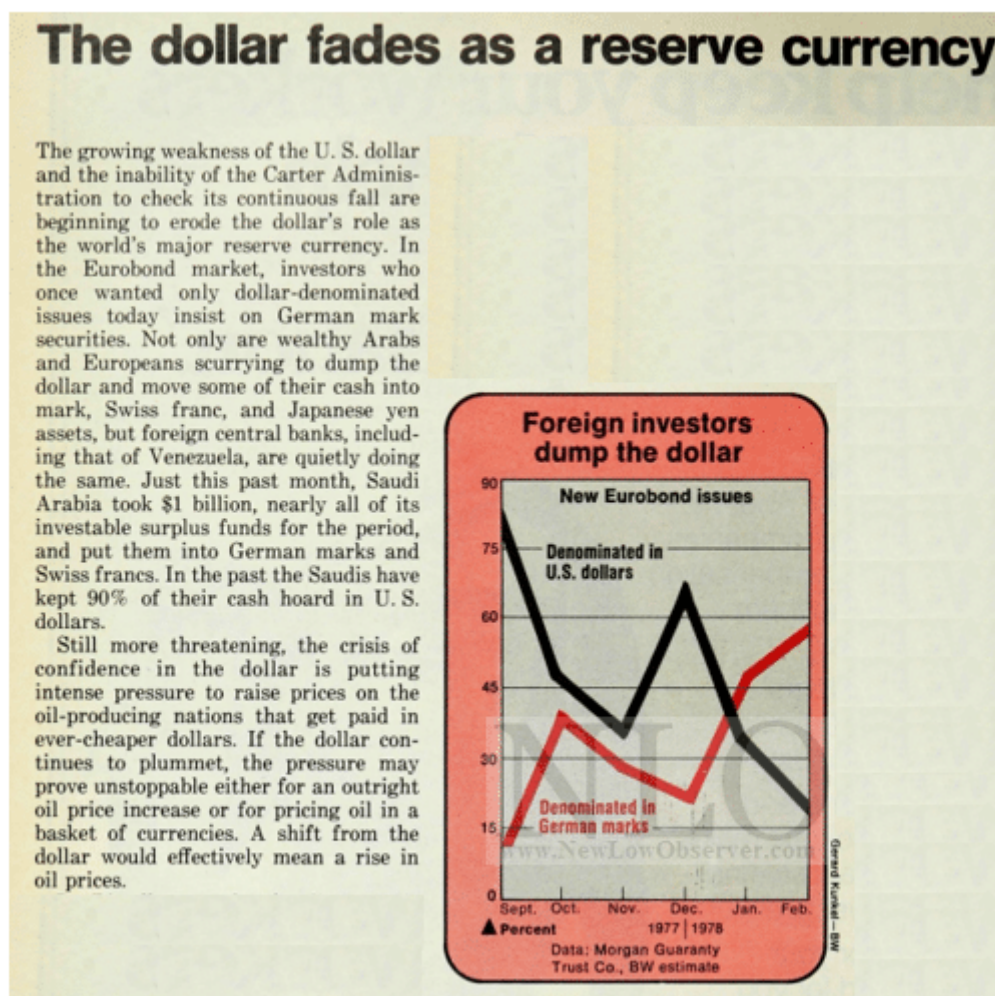 The dollar fades as a reserve currency
The growing weakness of the U. S. dollar
and the inability of the Carter Adminis-
tration to check its continuous fall are
beginning to erode the dollar's role as
the world's major reserve currency. In
the Eurobond market, investors who
once wanted only dollar-denominated
issues today insist on German mark
securities. Not only are wealthy Arabs
and Europeans scurrying to dump the
dollar and move some of their cash into
mark, Swiss franc, and Japanese yen
assets, but foreign central banks, includ-
ing that of Venezuela, are quietly doing
the same. Just this past month, Saudi
Arabia took $1 billion, nearly all of its
investable surplus funds for the period,
and put them into German marks and
Swiss francs. In the past the Saudis have
kept 90% of their cash hoard in U. S.
dollars.
Still more threatening, the crisis of
confidence in the dollar is putting
intense pressure to raise prices on the
oil-producing nations that get paid in
ever-cheaper dollars. If the dollar con-
tinues to plummet, the pressure may
prove unstoppable either for an outright
oil price increase or for pricing oil in a
basket of currencies. A shift from the
dollar would effectively mean a rise in
oil prices.
Foreign investors
dump the dollar
90
New Eurobond issues
75
Denominated in
U.S. dollars
60
45
30
NLO
Denominated in
German marks
15
www.NewLowObserver.com
0
Sept. Oct. Nov. Dec. Jan. Feb.
▲ Percent 1977 | 1978
Data: Morgan Guaranty
Trust Co., BW estimate
Gerard Kunkel—BW